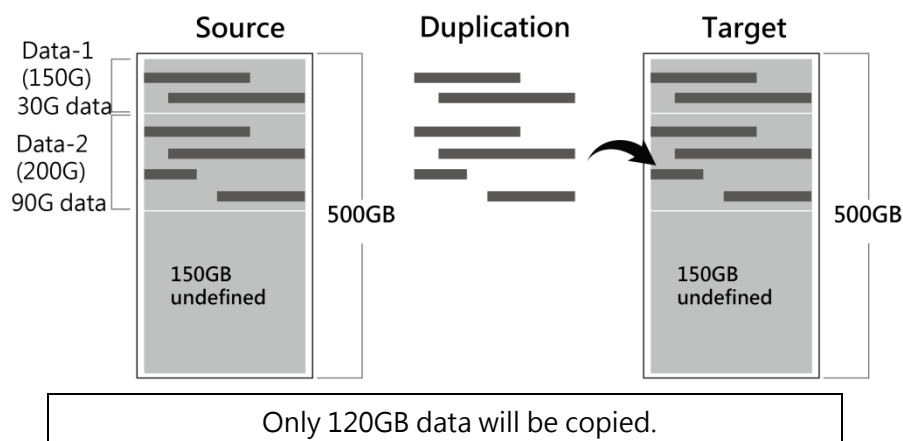 Source
Duplication
Target
Data-1
(150G)
30G data
Data-2
(200G)
90G data
500GB
500GB
150GB
undefined
150GB
undefined
Only 120GB data will be copied.